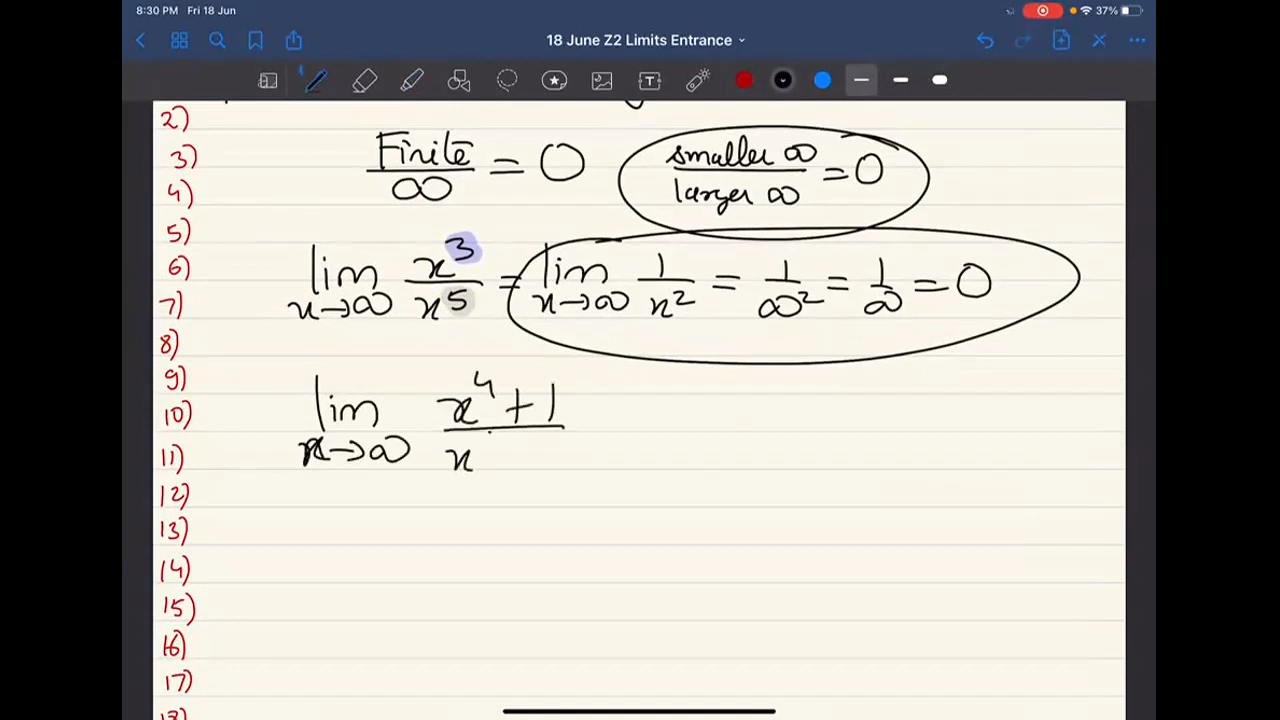 8:30 PM Fri 18 Jun 37%
18 June Z2 Limits Entrance
2)
3) Finite/∞ = 0 smaller ∞/larger ∞ = 0
4)
5)
6) lim x→∞ x³/x⁵ = lim x→∞ 1/x² = 1/∞² = 1/∞ = 0
7)
8)
9)
10) lim x→∞ x⁴+1/x
11)
12)
13)
14)
15)
16)
17)